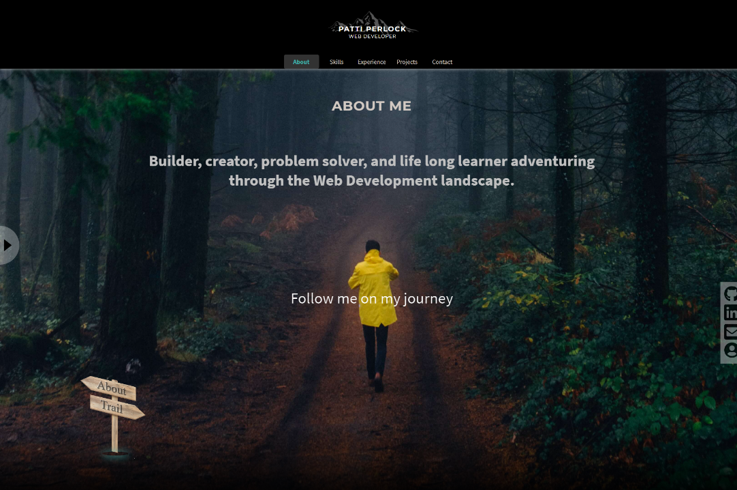 PATTI PERLOCK
WEB DEVELOPER
About Skills Experience Projects Contact
ABOUT ME
Builder, creator, problem solver, and life long learner adventuring
through the Web Development landscape.
Follow me on my journey
About
Trail